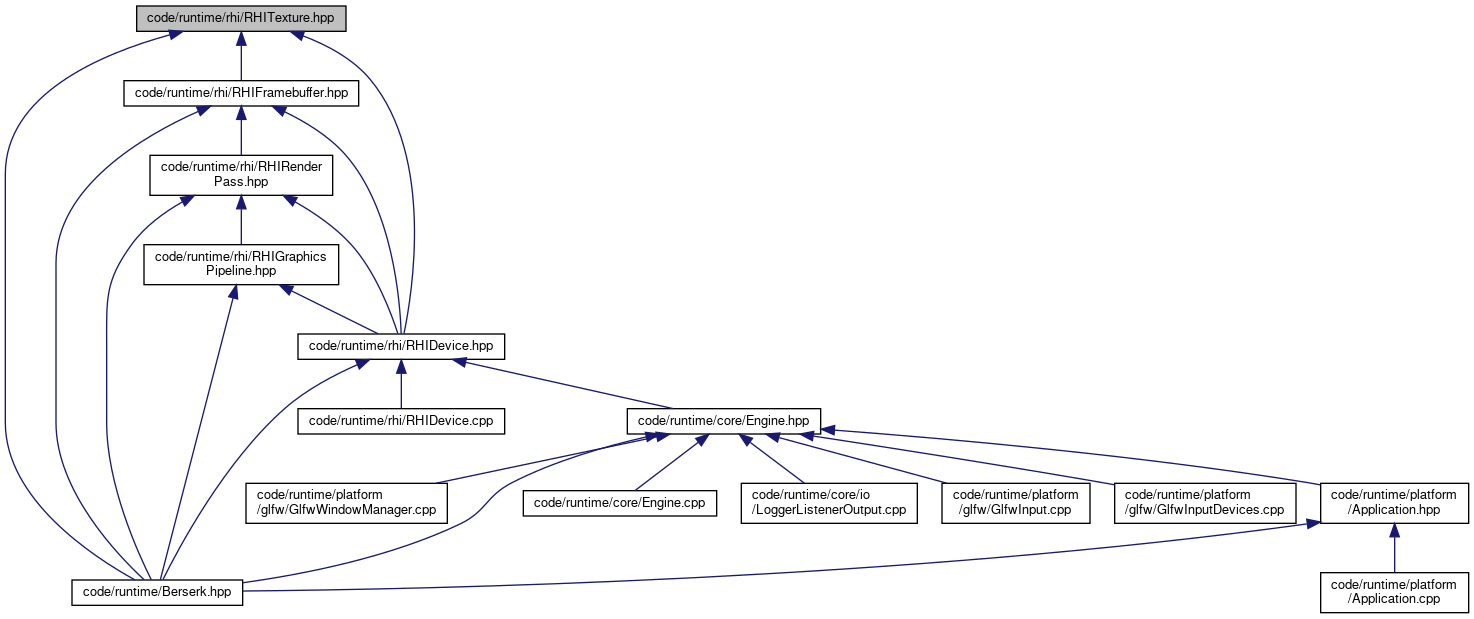 code/runtime/rhi/RHITexture.hpp
code/runtime/rhi/RHIFramebuffer.hpp
code/runtime/rhi/RHIRender
Pass.hpp
code/runtime/rhi/RHIGraphics
Pipeline.hpp
code/runtime/rhi/RHIDevice.hpp
code/runtime/rhi/RHIDevice.cpp
code/runtime/core/Engine.hpp
code/runtime/platform
/glfw/GlfwWindowManager.cpp
code/runtime/core/Engine.cpp
code/runtime/core/io
/LoggerListenerOutput.cpp
code/runtime/platform
/glfw/GlfwInput.cpp
code/runtime/platform
/glfw/GlfwInputDevices.cpp
code/runtime/platform
/Application.hpp
code/runtime/Berserk.hpp
code/runtime/platform
/Application.cpp